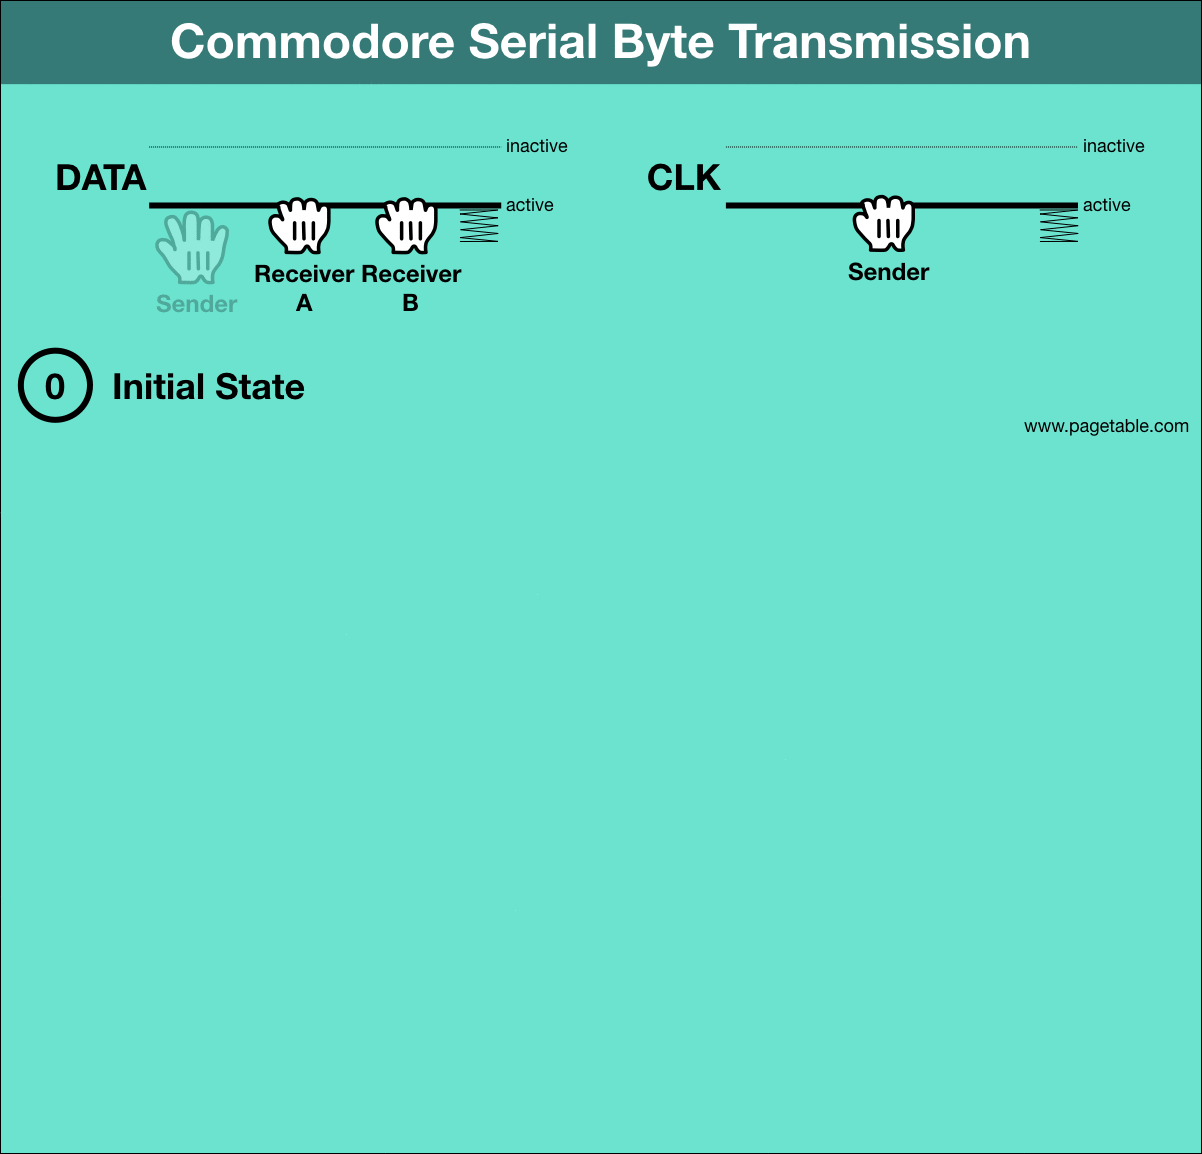 Commodore Serial Byte Transmission
inactive
DATA
active
Sender
Receiver A
Receiver B
inactive
CLK
active
Sender
0 Initial State
www.pagetable.com